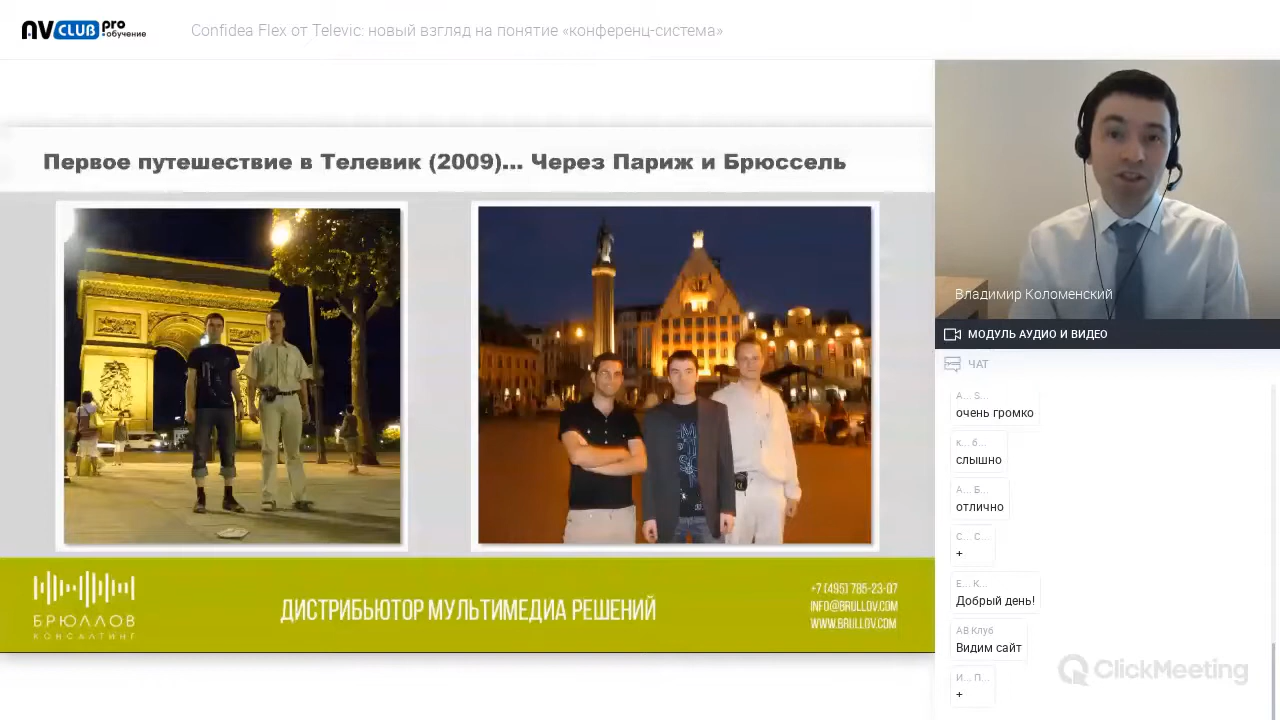 AVCLUB pro
•обучение
Confidea Flex от Televic: новый взгляд на понятие «конференц-система»
Первое путешествие в Телевик (2009)... Через Париж и Брюссель
БРЮЛЛОВ
КОНСАЛТИНГ
ДИСТРИБЬЮТОР МУЛЬТИМЕДИА РЕШЕНИЙ
+7 (495) 785-23-07
INFO@BRULLOV.COM
WWW.BRULLOV.COM
Владимир Коломенский
МОДУЛЬ АУДИО И ВИДЕО
ЧАТ
A... S...
очень громко
к... б...
слышно
А... Б...
отлично
С... С...
+
Е... К...
Добрый день!
АВ Клуб
Видим сайт
И... П...
+
ClickMeeting